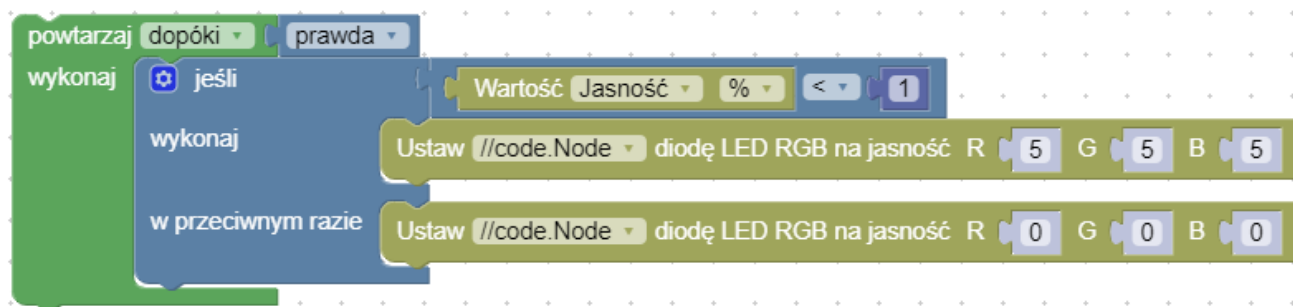 powtarzaj dopóki prawda
wykonaj jeśli Wartość Jasność % < 1
wykonaj Ustaw //code.Node diodę LED RGB na jasność R 5 G 5 B 5
w przeciwnym razie Ustaw //code.Node diodę LED RGB na jasność R 0 G 0 B 0